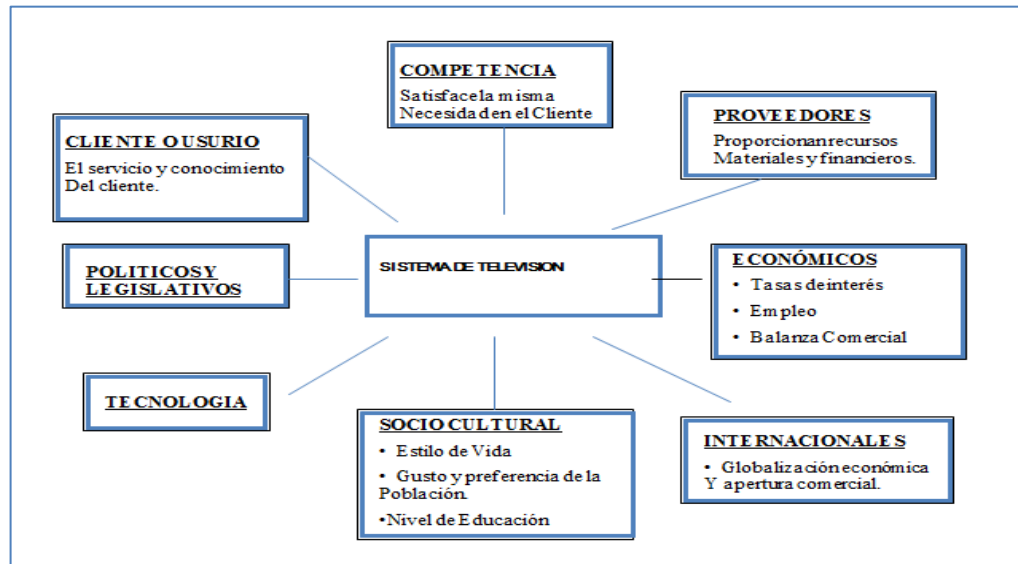 COMPETENCIA
Satisface la misma
Necesidad en el Cliente
CLIENTE O USURIO
El servicio y conocimiento
Del cliente.
PROVEEDORES
Proporcionan recursos
Materiales y financieros.
SISTEMA DE TELEVISION
POLITICOS Y
LEGISLATIVOS
ECONÓMICOS
• Tasas de interés
• Empleo
• Balanza Comercial
TECNOLOGIA
SOCIO CULTURAL
• Estilo de Vida
• Gusto y preferencia de la
Población.
•Nivel de Educación
INTERNACIONALES
• Globalización económica
Y apertura comercial.